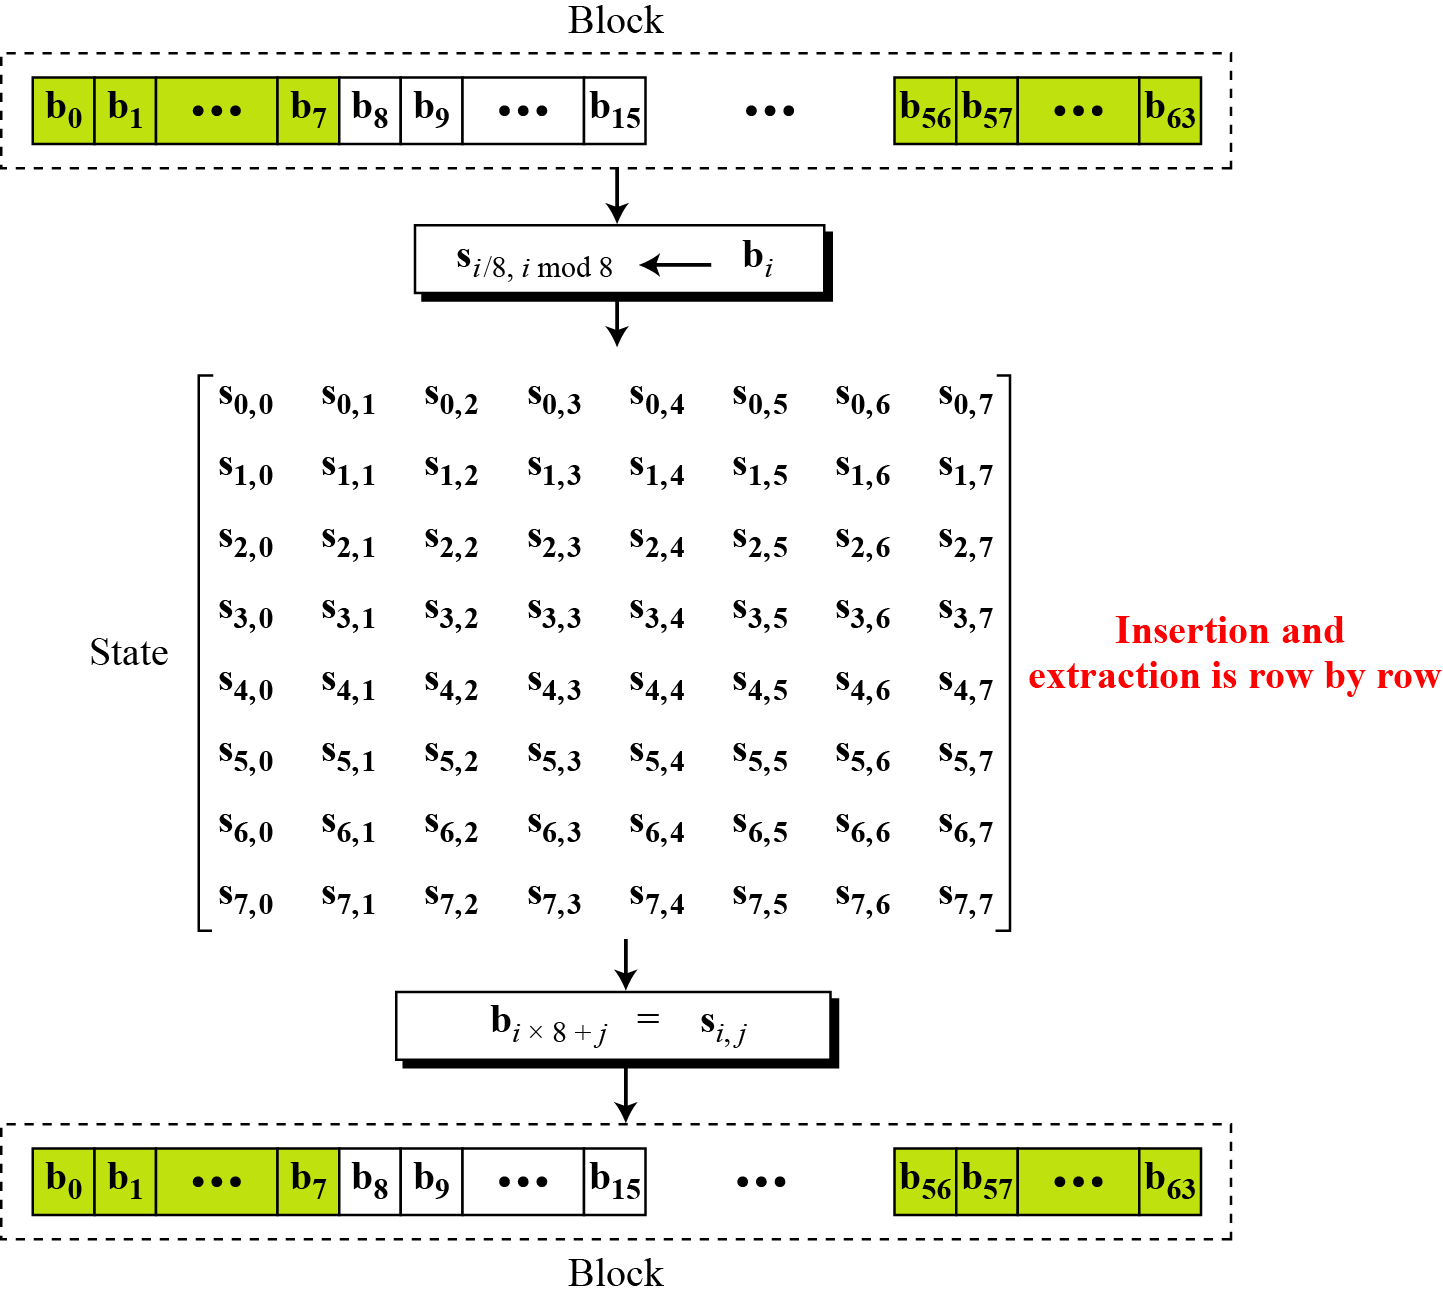 Block
b0 b1 ••• b7 b8 b9 ••• b15 ••• b56 b57 ••• b63
s i/8, i mod 8 ← b i
s0,0 s0,1 s0,2 s0,3 s0,4 s0,5 s0,6 s0,7
s1,0 s1,1 s1,2 s1,3 s1,4 s1,5 s1,6 s1,7
s2,0 s2,1 s2,2 s2,3 s2,4 s2,5 s2,6 s2,7
s3,0 s3,1 s3,2 s3,3 s3,4 s3,5 s3,6 s3,7
State
Insertion and
extraction is row by row
s4,0 s4,1 s4,2 s4,3 s4,4 s4,5 s4,6 s4,7
s5,0 s5,1 s5,2 s5,3 s5,4 s5,5 s5,6 s5,7
s6,0 s6,1 s6,2 s6,3 s6,4 s6,5 s6,6 s6,7
s7,0 s7,1 s7,2 s7,3 s7,4 s7,5 s7,6 s7,7
b i × 8 + j = s i, j
b0 b1 ••• b7 b8 b9 ••• b15 ••• b56 b57 ••• b63
Block